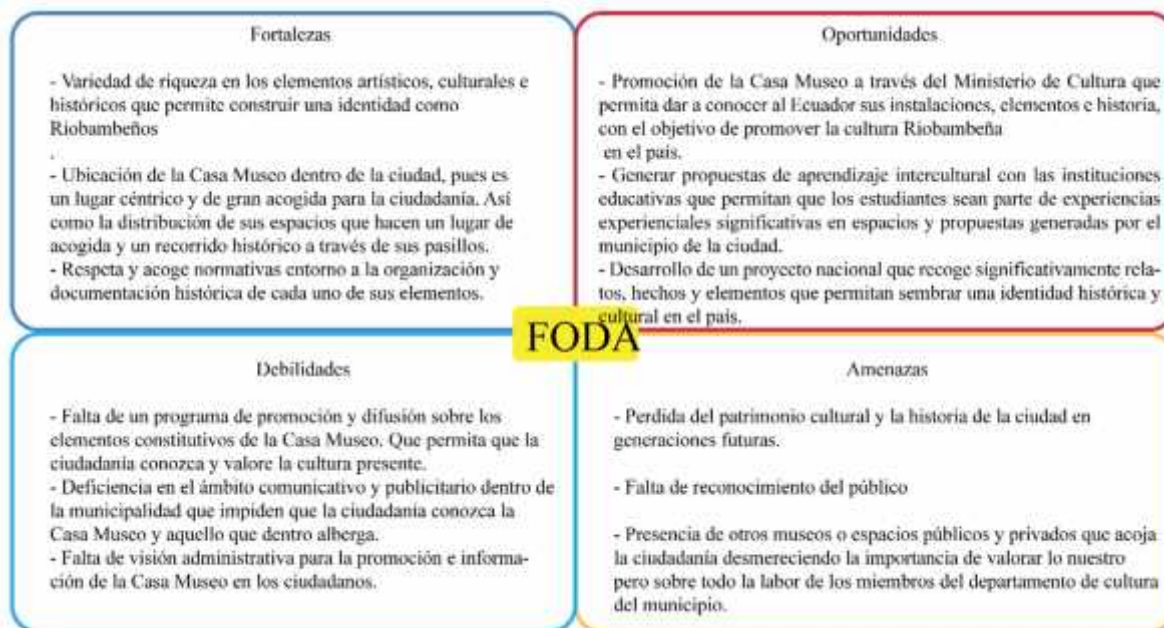 Fortalezas
- Variedad de riqueza en los elementos artísticos, culturales e
históricos que permite construir una identidad como
Riobambeños
.
- Ubicación de la Casa Museo dentro de la ciudad, pues es
un lugar céntrico y de gran acogida para la ciudadanía. Así
como la distribución de sus espacios que hacen un lugar de
acogida y un recorrido histórico a través de sus pasillos.
- Respeta y acoge normativas entorno a la organización y
documentación histórica de cada uno de sus elementos.
Oportunidades
- Promoción de la Casa Museo a través del Ministerio de Cultura que
permita dar a conocer al Ecuador sus instalaciones, elementos e historia,
con el objetivo de promover la cultura Riobambeña
en el país.
- Generar propuestas de aprendizaje intercultural con las instituciones
educativas que permitan que los estudiantes sean parte de experiencias
experienciales significativas en espacios y propuestas generadas por el
municipio de la ciudad.
- Desarrollo de un proyecto nacional que recoge significativamente rela-
tos, hechos y elementos que permitan sembrar una identidad histórica y
cultural en el país.
FODA
Debilidades
- Falta de un programa de promoción y difusión sobre los
elementos constitutivos de la Casa Museo. Que permita que la
ciudadanía conozca y valore la cultura presente.
- Deficiencia en el ámbito comunicativo y publicitario dentro de
la municipalidad que impiden que la ciudadanía conozca la
Casa Museo y aquello que dentro alberga.
- Falta de visión administrativa para la promoción e informa-
ción de la Casa Museo en los ciudadanos.
Amenazas
- Perdida del patrimonio cultural y la historia de la ciudad en
generaciones futuras.
- Falta de reconocimiento del público
- Presencia de otros museos o espacios públicos y privados que acoja
la ciudadanía desmereciendo la importancia de valorar lo nuestro
pero sobre todo la labor de los miembros del departamento de cultura
del municipio.